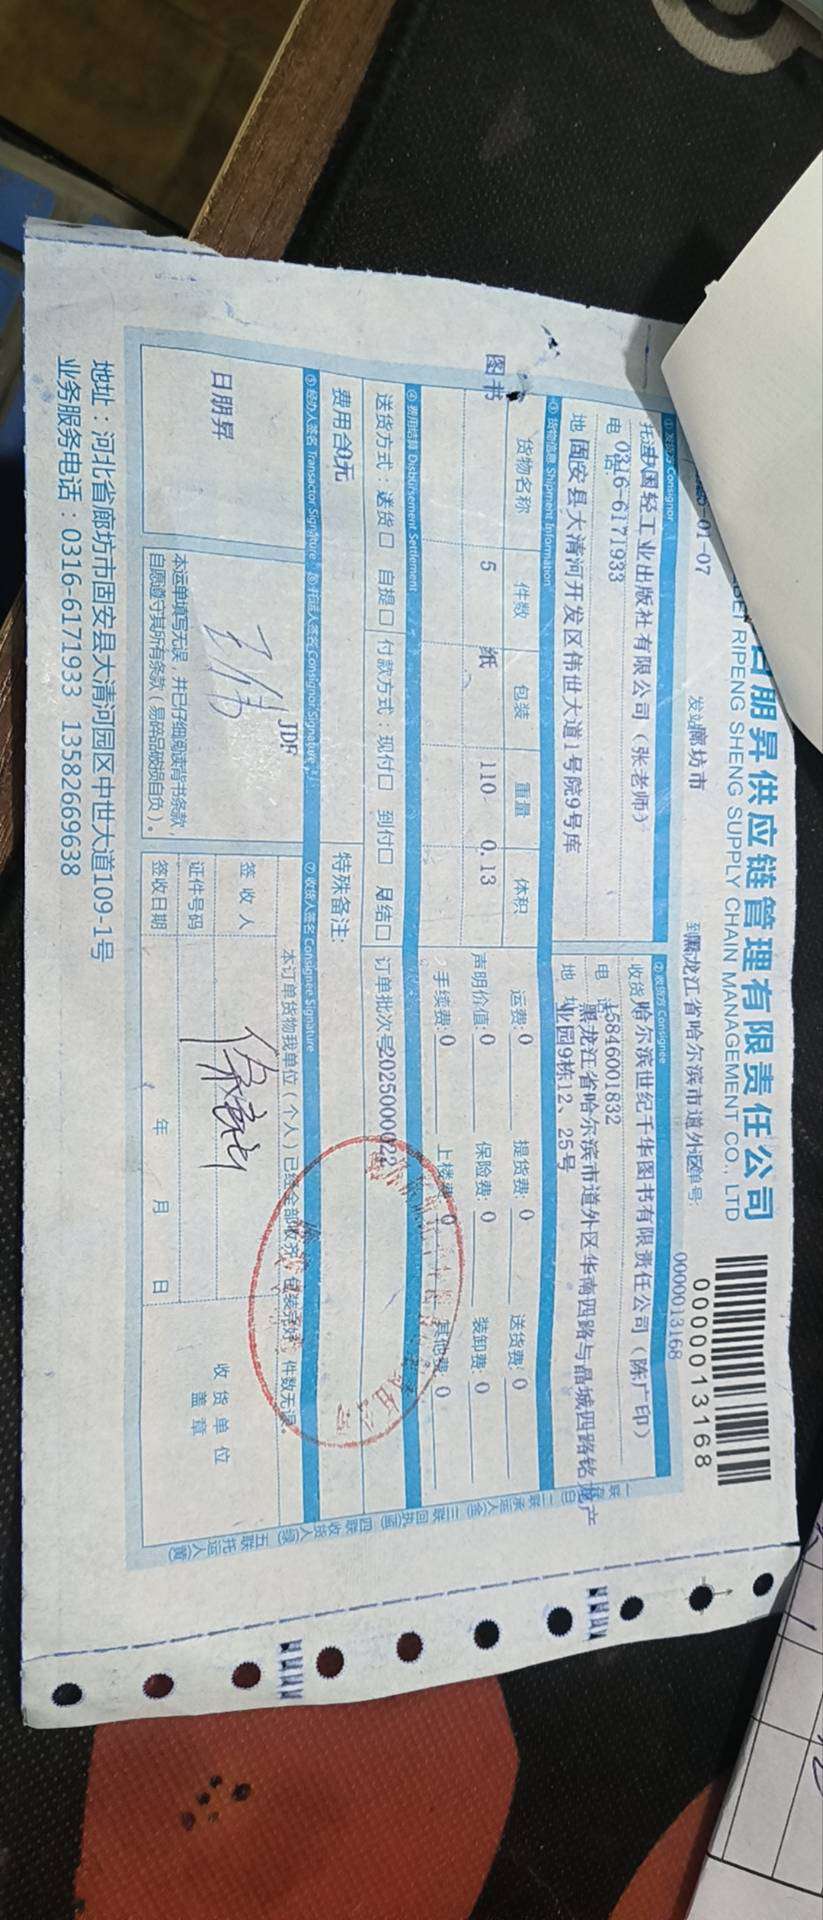 日朋昇供应链管理有限责任公司
BEI RIPENG SHENG SUPPLY CHAIN MANAGEMENT CO., LTD
0000013168
-01-07
发站 廊坊市
到 黑龙江省哈尔滨市道外区
单号:
0000013168
① 发货方 Consignor
② 收货方 Consignee
中国轻工业出版社有限公司（张老师）
收货 哈尔滨世纪千华图书有限责任公司（陈广印）
电 0316-6171933
电 15846001832
地 固安县大清河开发区伟世大道1号院9号库
地 黑龙江省哈尔滨市道外区华南四路与晶城四路铭龙产
业园9栋12、25号
③ 货物信息 Shipment Information
货物名称 件数 包装 重量 体积
运费: 0 提货费: 0 送货费: 0
图书 5 纸 110 0.13
声明价值: 0 保险费: 0 装卸费: 0
手续费: 0 上楼费: 0 其他费: 0
④ 费用结算 Disbursement Settlement
送货方式：送货□ 自提□ 付款方式：现付□ 到付□ 月结□ 订单批次号
费用合 0元
特殊备注:
⑤ 经办人签名 Transactor Signature
⑥ 托运人签名 Consignor Signature
⑦ 收货人签名 Consignee Signature
日朋昇
JDF
本订单货物我单位（个人）已经全部收齐，包装完好，件数无误。
签收人
证件号码
签收日期
年 月 日
收货单位
盖章
本运单填写无误，并已仔细阅读背书条款，
自愿遵守其所有条款（易碎品破损自负）。
地址：河北省廊坊市固安县大清河园区中世大道109-1号
业务服务电话：0316-6171933 13582669638